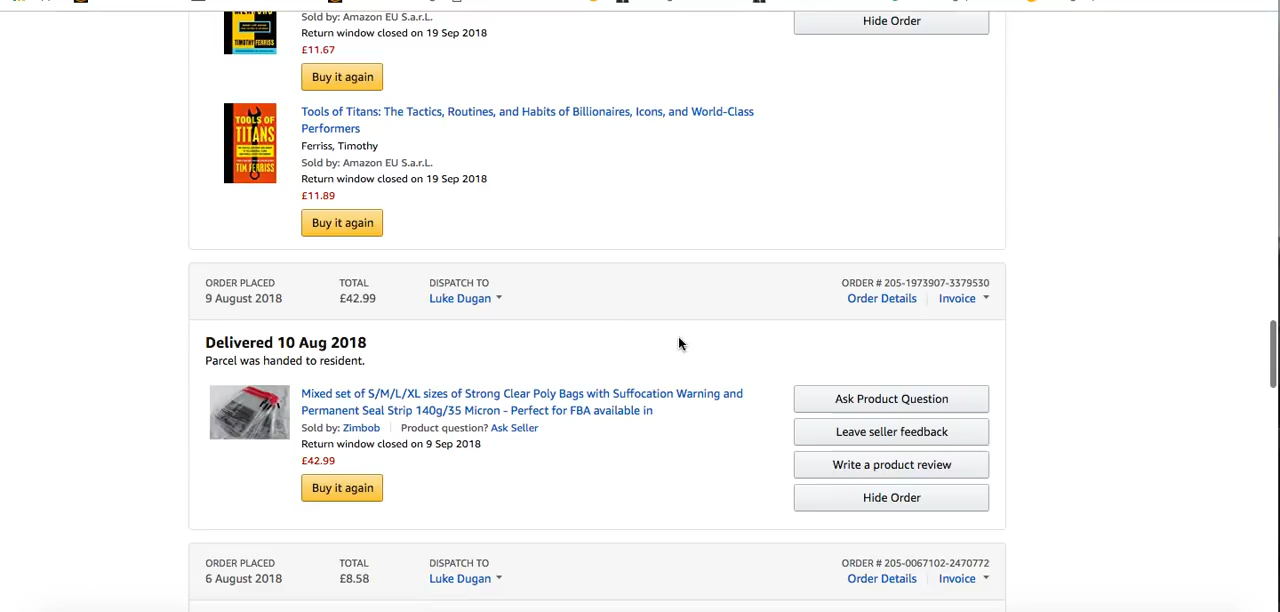 Sold by: Amazon EU S.a.r.L.
Hide Order
Return window closed on 19 Sep 2018
TIMOTHY FERRISS
£11.67
Buy it again
TOOLS OF
TITANS
TIM FERRISS
Tools of Titans: The Tactics, Routines, and Habits of Billionaires, Icons, and World-Class
Performers
Ferriss, Timothy
Sold by: Amazon EU S.a.r.L.
Return window closed on 19 Sep 2018
£11.89
Buy it again
ORDER PLACED
9 August 2018
TOTAL
£42.99
DISPATCH TO
Luke Dugan
ORDER # 205-1973907-3379530
Order Details
Invoice
Delivered 10 Aug 2018
Parcel was handed to resident.
Mixed set of S/M/L/XL sizes of Strong Clear Poly Bags with Suffocation Warning and
Permanent Seal Strip 140g/35 Micron - Perfect for FBA available in
Sold by: Zimbob
Product question? Ask Seller
Return window closed on 9 Sep 2018
£42.99
Buy it again
Ask Product Question
Leave seller feedback
Write a product review
Hide Order
ORDER PLACED
6 August 2018
TOTAL
£8.58
DISPATCH TO
Luke Dugan
ORDER # 205-0067102-2470772
Order Details
Invoice